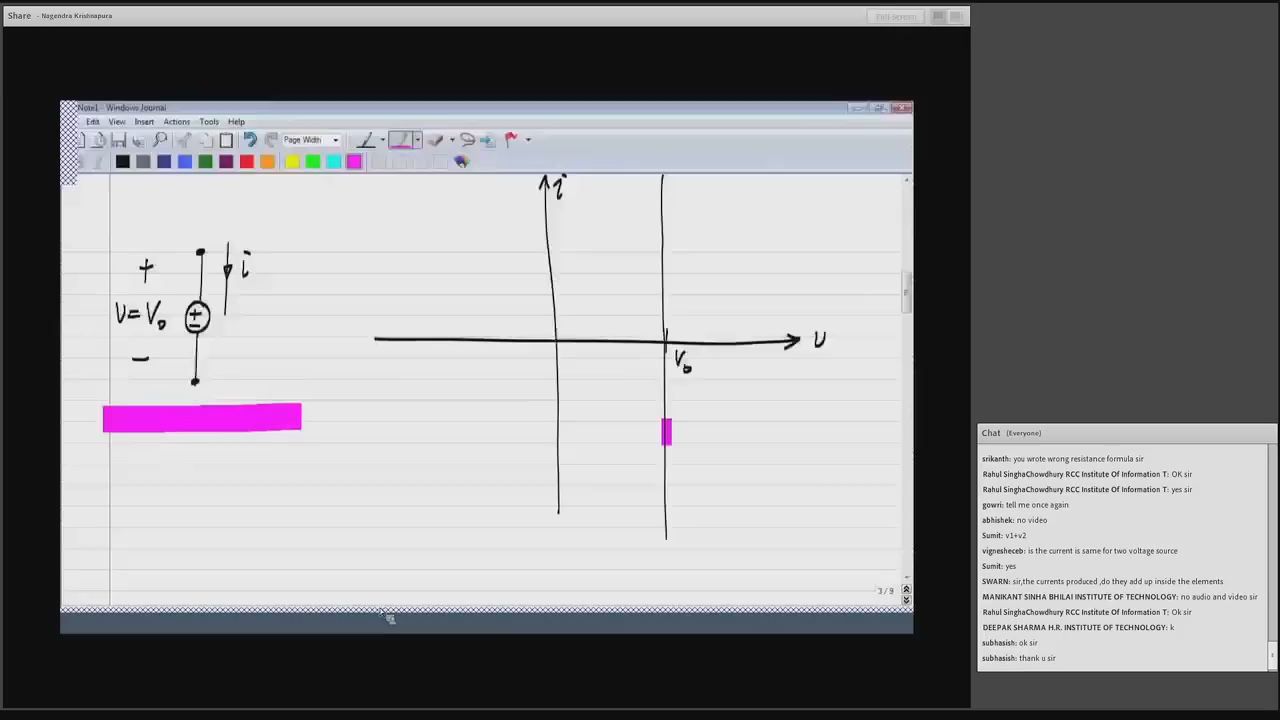 Share - Nagendra Krishnapura
Full screen
Note1 - Windows Journal
Edit View Insert Actions Tools Help
Page Width
i
+
i
v = V0
+
-
v
V0
-
3 / 9
Chat (Everyone)
srikanth: you wrote wrong resistance formula sir
Rahul SinghaChowdhury RCC Institute Of Information T: OK sir
Rahul SinghaChowdhury RCC Institute Of Information T: yes sir
gowri: tell me once again
abhishek: no video
Sumit: v1+v2
vignesheceb: is the current is same for two voltage source
Sumit: yes
SWARN: sir,the currents produced ,do they add up inside the elements
MANIKANT SINHA BHILAI INSTITUTE OF TECHNOLOGY: no audio and video sir
Rahul SinghaChowdhury RCC Institute Of Information T: Ok sir
DEEPAK SHARMA H.R. INSTITUTE OF TECHNOLOGY: k
subhasish: ok sir
subhasish: thank u sir